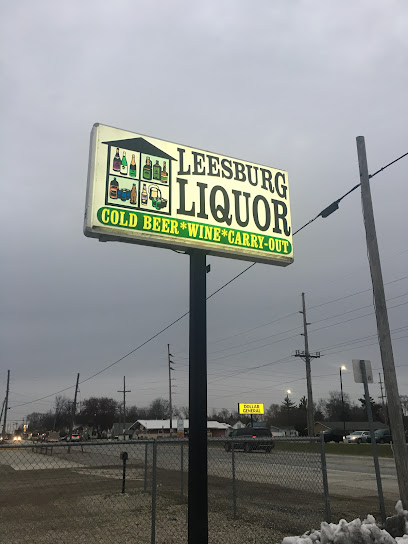 LEESBURG
LIQUOR
COLD BEER*WINE*CARRY-OUT
DOLLAR
GENERAL